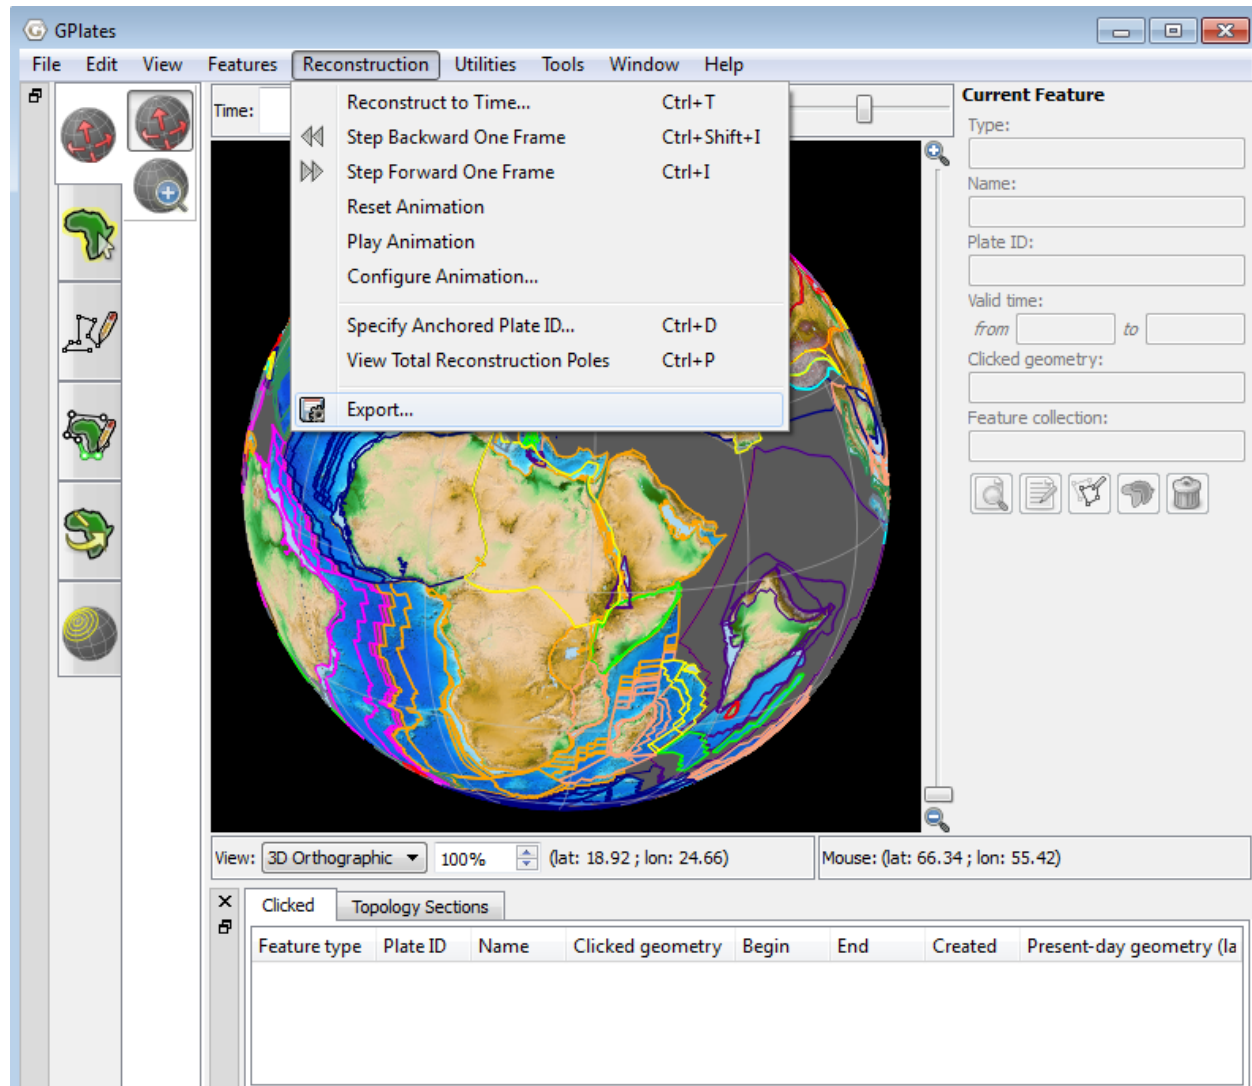 GPlates
File Edit View Features Reconstruction Utilities Tools Window Help
Time:
Reconstruct to Time... Ctrl+T
Step Backward One Frame Ctrl+Shift+I
Step Forward One Frame Ctrl+I
Reset Animation
Play Animation
Configure Animation...
Specify Anchored Plate ID... Ctrl+D
View Total Reconstruction Poles Ctrl+P
Export...
Current Feature
Type:
Name:
Plate ID:
Valid time:
from to
Clicked geometry:
Feature collection:
View: 3D Orthographic 100% (lat: 18.92 ; lon: 24.66) Mouse: (lat: 66.34 ; lon: 55.42)
Clicked Topology Sections
Feature type Plate ID Name Clicked geometry Begin End Created Present-day geometry (la